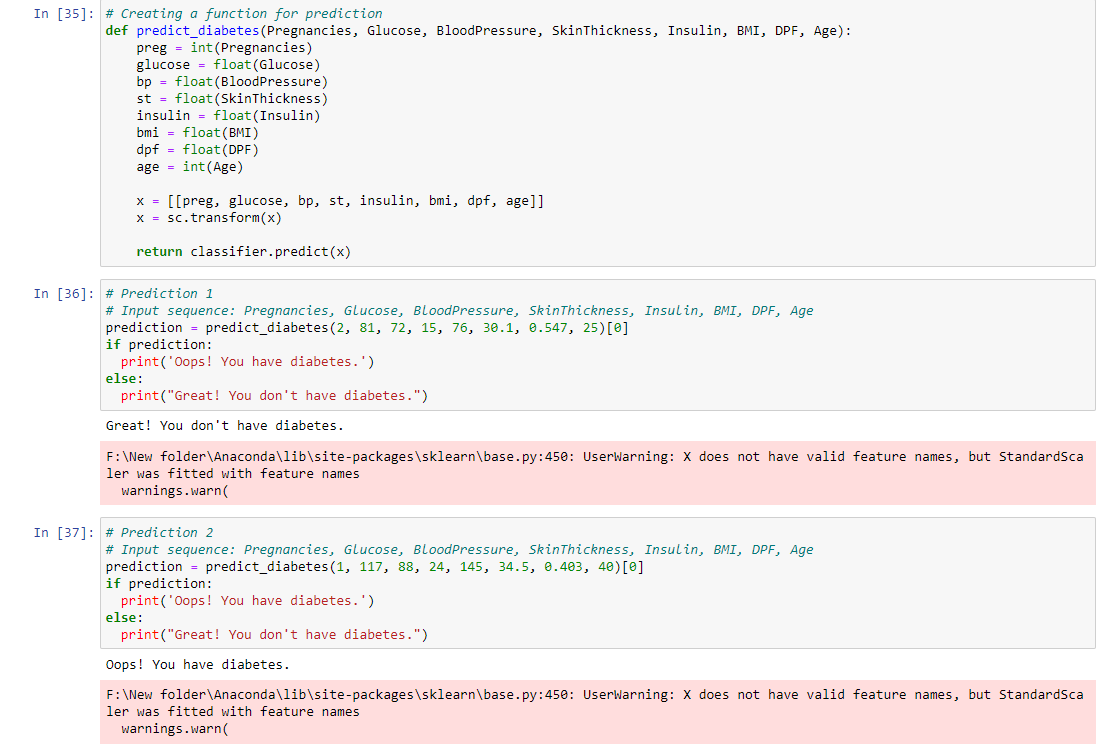 In [35]: # Creating a function for prediction
def predict_diabetes(Pregnancies, Glucose, BloodPressure, SkinThickness, Insulin, BMI, DPF, Age):
    preg = int(Pregnancies)
    glucose = float(Glucose)
    bp = float(BloodPressure)
    st = float(SkinThickness)
    insulin = float(Insulin)
    bmi = float(BMI)
    dpf = float(DPF)
    age = int(Age)

    x = [[preg, glucose, bp, st, insulin, bmi, dpf, age]]
    x = sc.transform(x)

    return classifier.predict(x)
In [36]: # Prediction 1
# Input sequence: Pregnancies, Glucose, BloodPressure, SkinThickness, Insulin, BMI, DPF, Age
prediction = predict_diabetes(2, 81, 72, 15, 76, 30.1, 0.547, 25)[0]
if prediction:
  print('Oops! You have diabetes.')
else:
  print("Great! You don't have diabetes.")
Great! You don't have diabetes.
F:\New folder\Anaconda\lib\site-packages\sklearn\base.py:450: UserWarning: X does not have valid feature names, but StandardSca
ler was fitted with feature names
  warnings.warn(
In [37]: # Prediction 2
# Input sequence: Pregnancies, Glucose, BloodPressure, SkinThickness, Insulin, BMI, DPF, Age
prediction = predict_diabetes(1, 117, 88, 24, 145, 34.5, 0.403, 40)[0]
if prediction:
  print('Oops! You have diabetes.')
else:
  print("Great! You don't have diabetes.")
Oops! You have diabetes.
F:\New folder\Anaconda\lib\site-packages\sklearn\base.py:450: UserWarning: X does not have valid feature names, but StandardSca
ler was fitted with feature names
  warnings.warn(